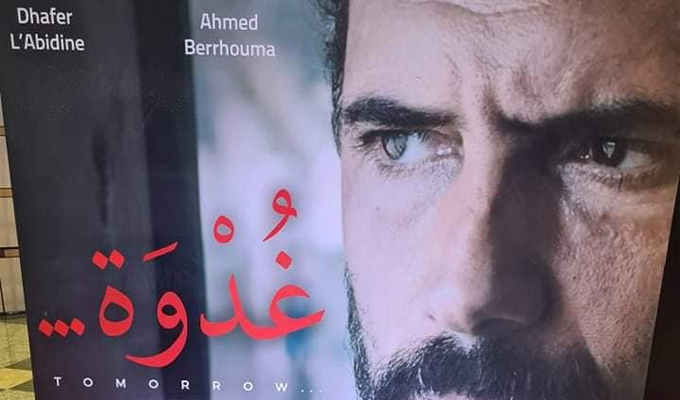 Dhafer
L'Abidine
Ahmed
Berrhouma
غُدْوَة...
TOMORROW...